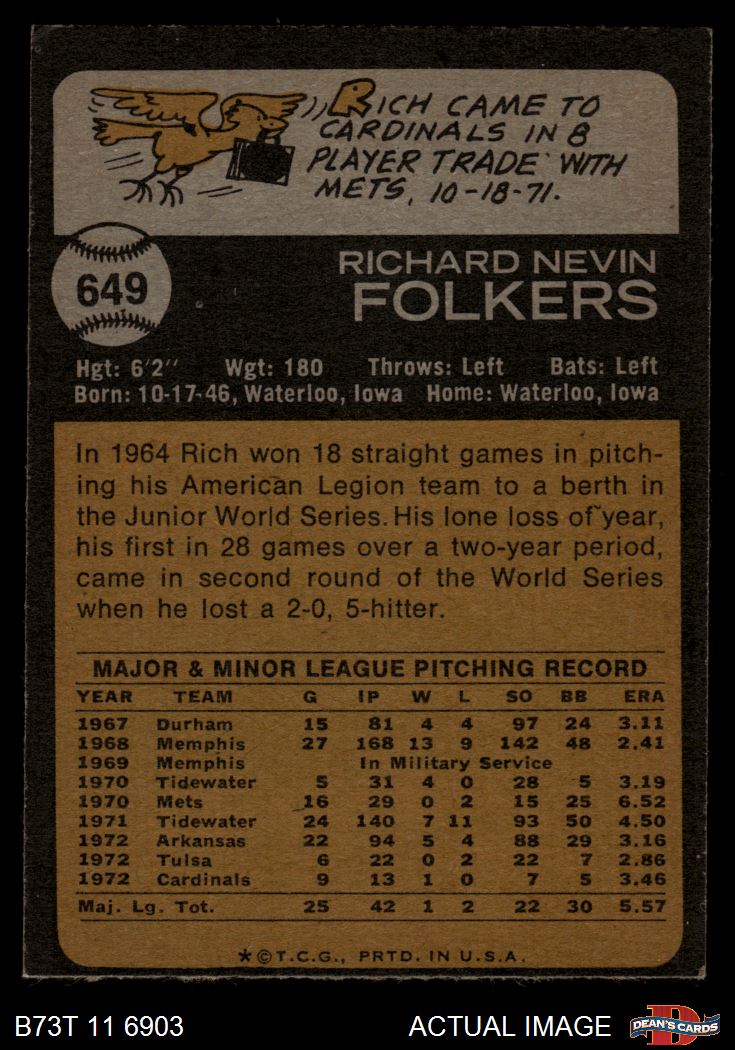 RICH CAME TO
CARDINALS IN 8
PLAYER TRADE WITH
METS, 10-18-71.
649
RICHARD NEVIN
FOLKERS
Hgt: 6'2" Wgt: 180 Throws: Left Bats: Left
Born: 10-17-46, Waterloo, Iowa Home: Waterloo, Iowa
In 1964 Rich won 18 straight games in pitch-
ing his American Legion team to a berth in
the Junior World Series. His lone loss of year,
his first in 28 games over a two-year period,
came in second round of the World Series
when he lost a 2-0, 5-hitter.
MAJOR & MINOR LEAGUE PITCHING RECORD
YEAR TEAM G IP W L SO BB ERA
1967 Durham 15 81 4 4 97 24 3.11
1968 Memphis 27 168 13 9 142 48 2.41
1969 Memphis In Military Service
1970 Tidewater 5 31 4 0 28 5 3.19
1970 Mets 16 29 0 2 15 25 6.52
1971 Tidewater 24 140 7 11 93 50 4.50
1972 Arkansas 22 94 5 4 88 29 3.16
1972 Tulsa 6 22 0 2 22 7 2.86
1972 Cardinals 9 13 1 0 7 5 3.46
Maj. Lg. Tot. 25 42 1 2 22 30 5.57
*©T.C.G., PRTD. IN U.S.A.
B73T 11 6903 ACTUAL IMAGE D DEAN'S CARDS